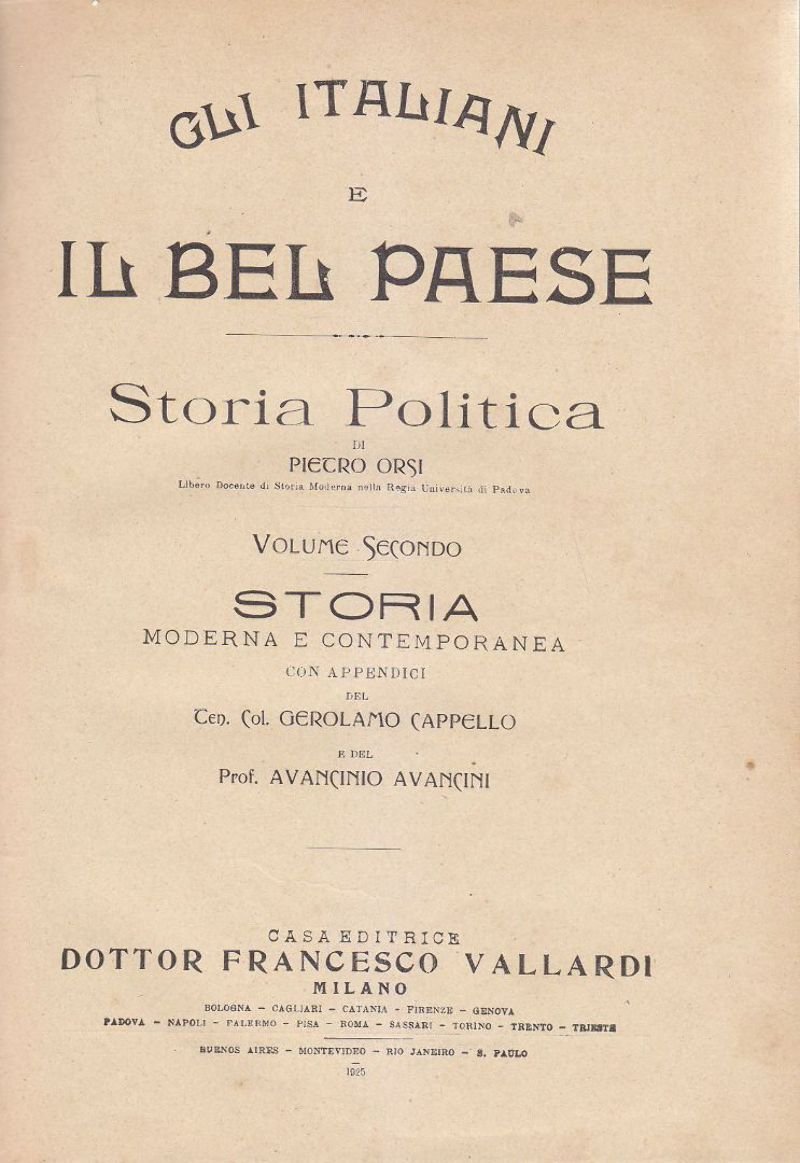 GLI ITALIANI
E
IL BEL PAESE
Storia Politica
DI
PIETRO ORSI
Libero Docente di Storia Moderna nella Regia Università di Padova
VOLUME SECONDO
STORIA
MODERNA E CONTEMPORANEA
CON APPENDICI
DEL
Ten. Col. GEROLAMO CAPPELLO
E DEL
Prof. AVANCINIO AVANCINI
CASA EDITRICE
DOTTOR FRANCESCO VALLARDI
MILANO
BOLOGNA – CAGLIARI – CATANIA – FIRENZE – GENOVA
PADOVA – NAPOLI – PALERMO – PISA – ROMA – SASSARI – TORINO – TRENTO – TRIESTE
BUENOS AIRES – MONTEVIDEO – RIO JANEIRO – S. PAULO
1925